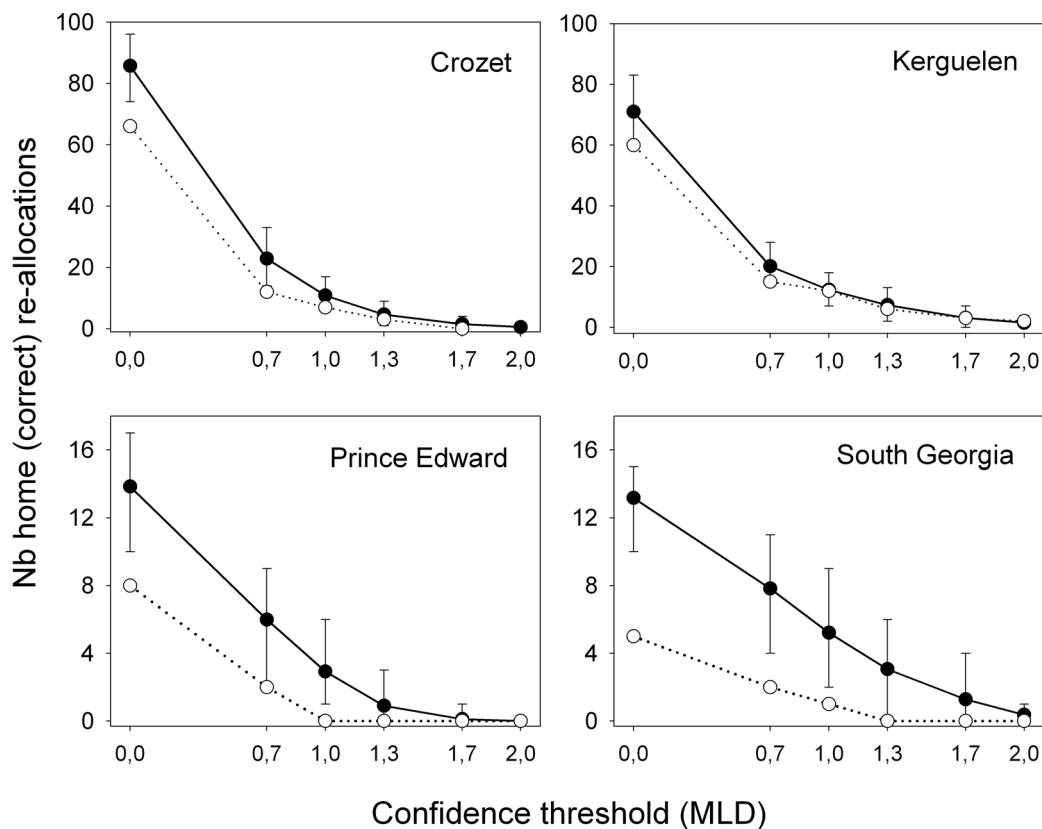 Nb home (correct) re-allocations
100
80
60
40
20
0
Crozet
0,0 0,7 1,0 1,3 1,7 2,0
100
80
60
40
20
0
Kerguelen
0,0 0,7 1,0 1,3 1,7 2,0
16
12
8
4
0
Prince Edward
0,0 0,7 1,0 1,3 1,7 2,0
16
12
8
4
0
South Georgia
0,0 0,7 1,0 1,3 1,7 2,0
Confidence threshold (MLD)